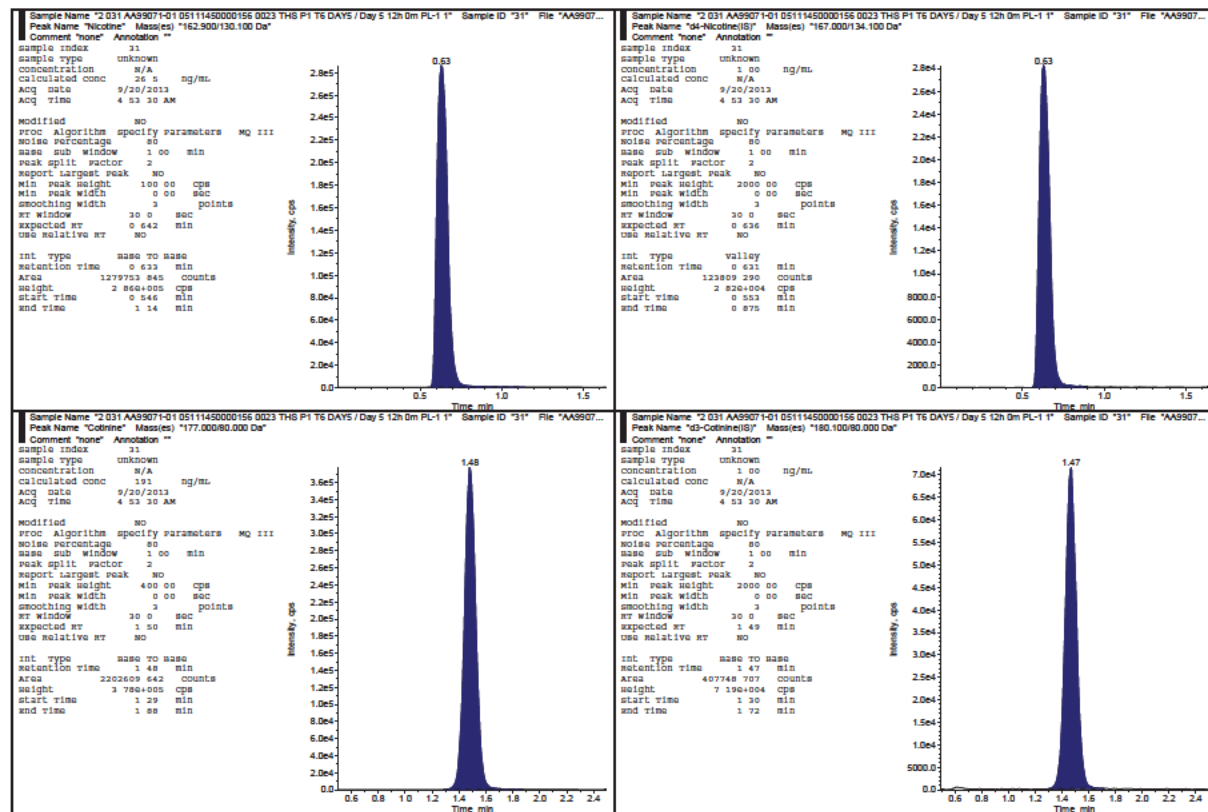 Sample Name "2 031 AA99071-01 05111450000156 0023 THS P1 T6 DAY5 / Day 5 12h 0m PL-1 1" Sample ID "31" File "AA9907...
Peak Name "Nicotine" Mass(es) "162.900/130.100 Da"
Comment "none" Annotation ""
Sample Index 31
Sample Type Unknown
Concentration N/A
Calculated Conc 26 5 ng/mL
Acq Date 9/20/2013
Acq Time 4 53 30 AM
Modified NO
Proc Algorithm Specify Parameters MQ III
Noise Percentage 80
Base Sub Window 1 00 min
Peak Split Factor 2
Report Largest Peak NO
Min Peak Height 100 00 cps
Min Peak Width 0 00 sec
Smoothing Width 3 points
RT Window 30 0 sec
Expected RT 0 642 min
Use Relative RT NO
Int Type Base To Base
Retention Time 0 633 min
Area 1279753 845 counts
Height 2 86e+005 cps
Start Time 0 546 min
End Time 1 14 min
0.63
Intensity, cps
2.8e5
2.6e5
2.4e5
2.2e5
2.0e5
1.8e5
1.6e5
1.4e5
1.2e5
1.0e5
8.0e4
6.0e4
4.0e4
2.0e4
0.0
0.5 1.0 1.5
Time, min
Sample Name "2 031 AA99071-01 05111450000156 0023 THS P1 T6 DAY5 / Day 5 12h 0m PL-1 1" Sample ID "31" File "AA9907...
Peak Name "d4-Nicotine(IS)" Mass(es) "167.000/134.100 Da"
Comment "none" Annotation ""
Sample Index 31
Sample Type Unknown
Concentration 1 00 ng/mL
Calculated Conc N/A
Acq Date 9/20/2013
Acq Time 4 53 30 AM
Modified NO
Proc Algorithm Specify Parameters MQ III
Noise Percentage 80
Base Sub Window 1 00 min
Peak Split Factor 2
Report Largest Peak NO
Min Peak Height 2000 00 cps
Min Peak Width 0 00 sec
Smoothing Width 3 points
RT Window 30 0 sec
Expected RT 0 636 min
Use Relative RT NO
Int Type Valley
Retention Time 0 631 min
Area 123809 290 counts
Height 2 82e+004 cps
Start Time 0 553 min
End Time 0 875 min
0.63
Intensity, cps
2.8e4
2.6e4
2.4e4
2.2e4
2.0e4
1.8e4
1.6e4
1.4e4
1.2e4
1.0e4
8000.0
6000.0
4000.0
2000.0
0.0
0.5 1.0 1.5
Time, min
Sample Name "2 031 AA99071-01 05111450000156 0023 THS P1 T6 DAY5 / Day 5 12h 0m PL-1 1" Sample ID "31" File "AA9907...
Peak Name "Cotinine" Mass(es) "177.000/80.000 Da"
Comment "none" Annotation ""
Sample Index 31
Sample Type Unknown
Concentration N/A
Calculated Conc 191 ng/mL
Acq Date 9/20/2013
Acq Time 4 53 30 AM
Modified NO
Proc Algorithm Specify Parameters MQ III
Noise Percentage 80
Base Sub Window 1 00 min
Peak Split Factor 2
Report Largest Peak NO
Min Peak Height 400 00 cps
Min Peak Width 0 00 sec
Smoothing Width 3 points
RT Window 30 0 sec
Expected RT 1 50 min
Use Relative RT NO
Int Type Base To Base
Retention Time 1 48 min
Area 2202609 642 counts
Height 3 78e+005 cps
Start Time 1 29 min
End Time 1 88 min
1.48
Intensity, cps
3.6e5
3.4e5
3.2e5
3.0e5
2.8e5
2.6e5
2.4e5
2.2e5
2.0e5
1.8e5
1.6e5
1.4e5
1.2e5
1.0e5
8.0e4
6.0e4
4.0e4
2.0e4
0.0
0.6 0.8 1.0 1.2 1.4 1.6 1.8 2.0 2.2 2.4
Time, min
Sample Name "2 031 AA99071-01 05111450000156 0023 THS P1 T6 DAY5 / Day 5 12h 0m PL-1 1" Sample ID "31" File "AA9907...
Peak Name "d3-Cotinine(IS)" Mass(es) "180.100/80.000 Da"
Comment "none" Annotation ""
Sample Index 31
Sample Type Unknown
Concentration 1 00 ng/mL
Calculated Conc N/A
Acq Date 9/20/2013
Acq Time 4 53 30 AM
Modified NO
Proc Algorithm Specify Parameters MQ III
Noise Percentage 80
Base Sub Window 1 00 min
Peak Split Factor 2
Report Largest Peak NO
Min Peak Height 2000 00 cps
Min Peak Width 0 00 sec
Smoothing Width 3 points
RT Window 30 0 sec
Expected RT 1 49 min
Use Relative RT NO
Int Type Base To Base
Retention Time 1 47 min
Area 407748 707 counts
Height 7 19e+004 cps
Start Time 1 30 min
End Time 1 72 min
1.47
Intensity, cps
7.0e4
6.5e4
6.0e4
5.5e4
5.0e4
4.5e4
4.0e4
3.5e4
3.0e4
2.5e4
2.0e4
1.5e4
1.0e4
5000.0
0.0
0.6 0.8 1.0 1.2 1.4 1.6 1.8 2.0 2.2 2.4
Time, min